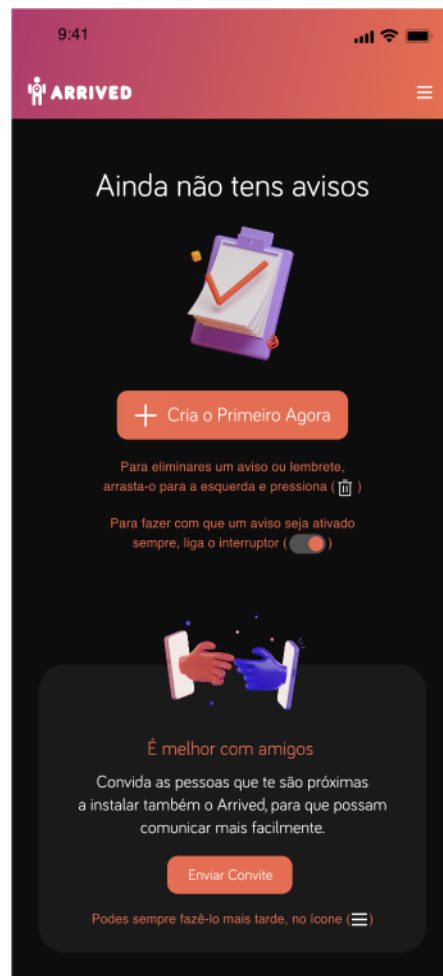 9:41
ARRIVED
Ainda não tens avisos
Cria o Primeiro Agora
Para eliminares um aviso ou lembrete,
arrasta-o para a esquerda e pressiona ( )
Para fazer com que um aviso seja ativado
sempre, liga o interruptor ( )
É melhor com amigos
Convida as pessoas que te são próximas
a instalar também o Arrived, para que possam
comunicar mais facilmente.
Enviar Convite
Podes sempre fazê-lo mais tarde, no ícone ( )